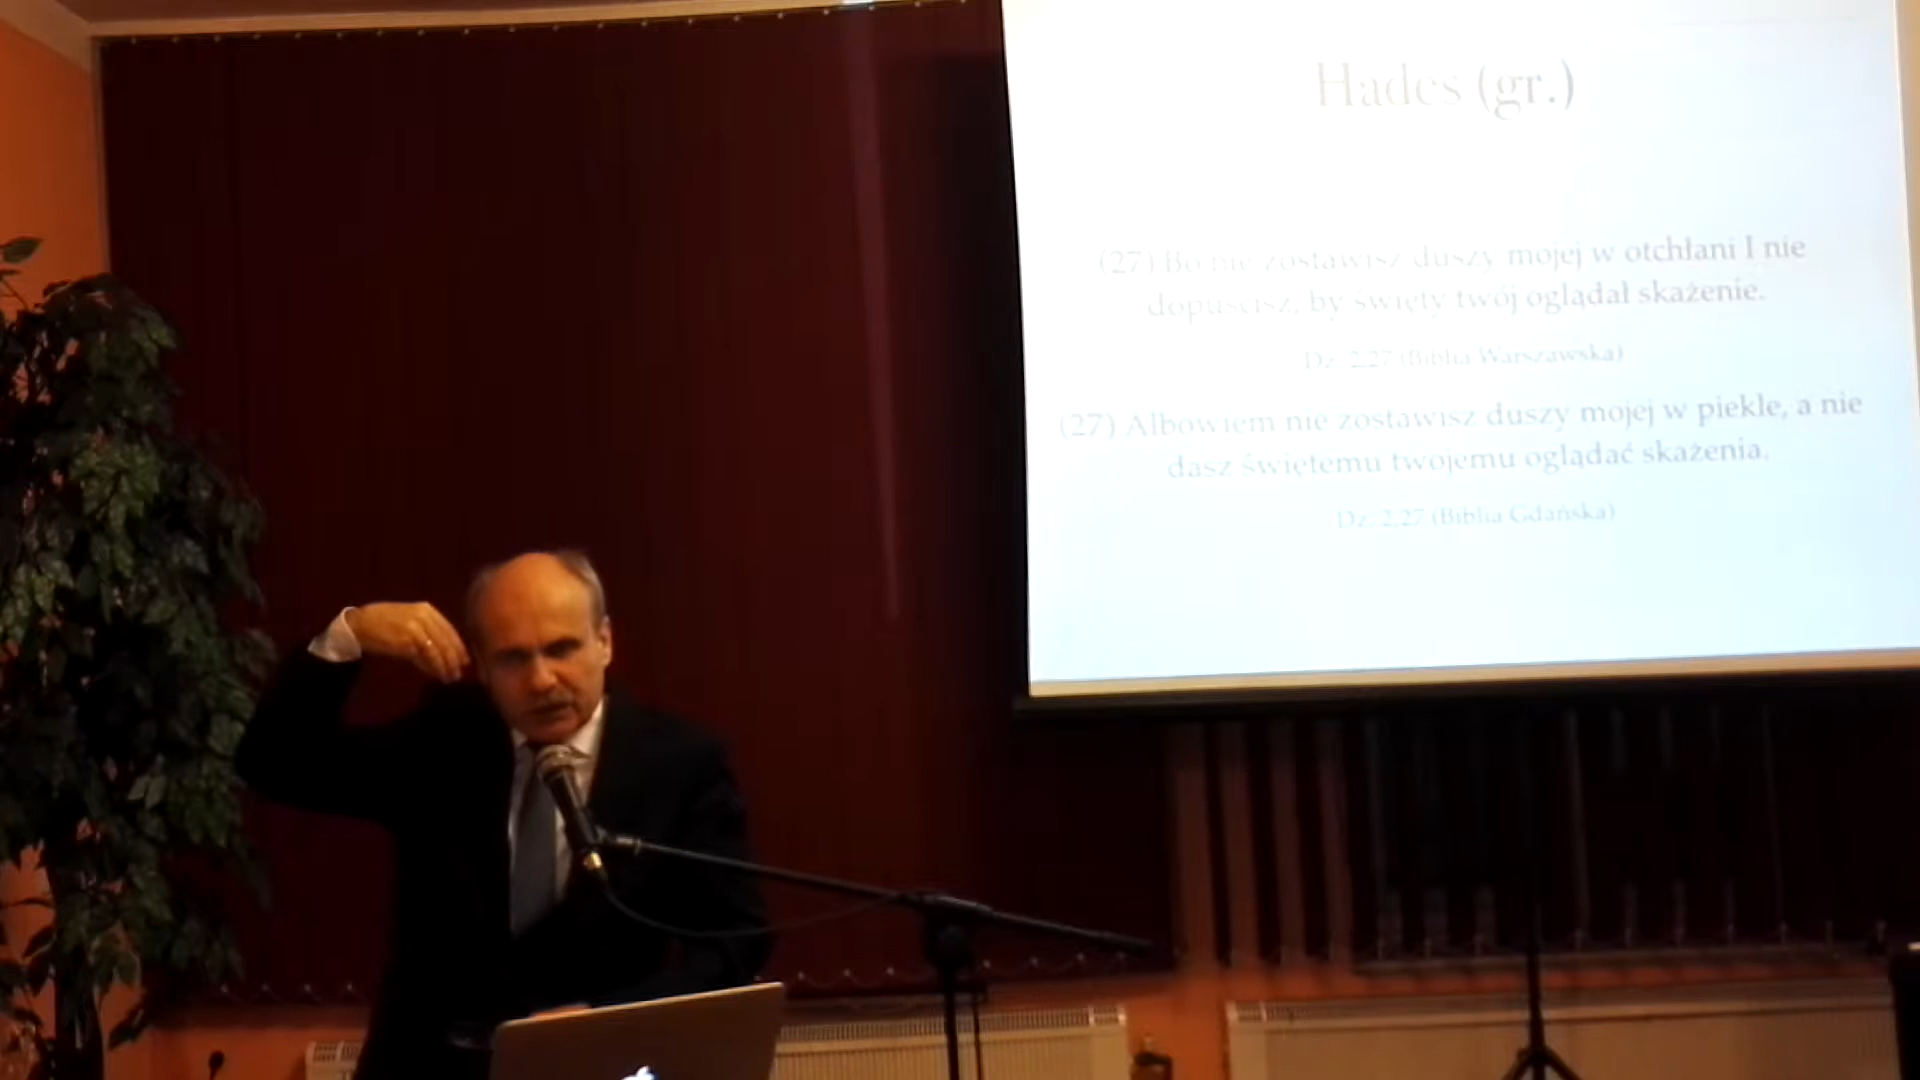 Hades (gr.)
(27) Bo nie zostawisz duszy mojej w otchłani I nie
dopuścisz, by święty twój oglądał skażenie.
Dz. 2,27 (Biblia Warszawska)
(27) Albowiem nie zostawisz duszy mojej w piekle, a nie
dasz świętemu twojemu oglądać skażenia.
Dz. 2,27 (Biblia Gdańska)